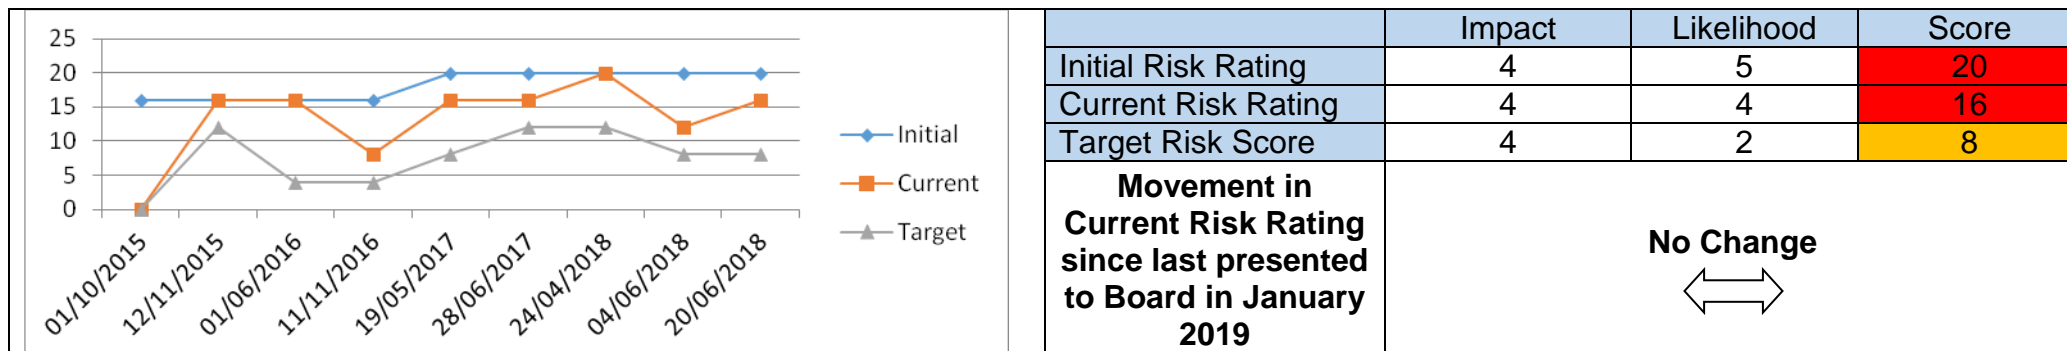 25
20
15
10
5
0
01/10/2015
12/11/2015
01/06/2016
11/11/2016
19/05/2017
28/06/2017
24/04/2018
04/06/2018
20/06/2018
Initial
Current
Target
Impact Likelihood Score
Initial Risk Rating 4 5 20
Current Risk Rating 4 4 16
Target Risk Score 4 2 8
Movement in
Current Risk Rating
since last presented
to Board in January
2019
No Change